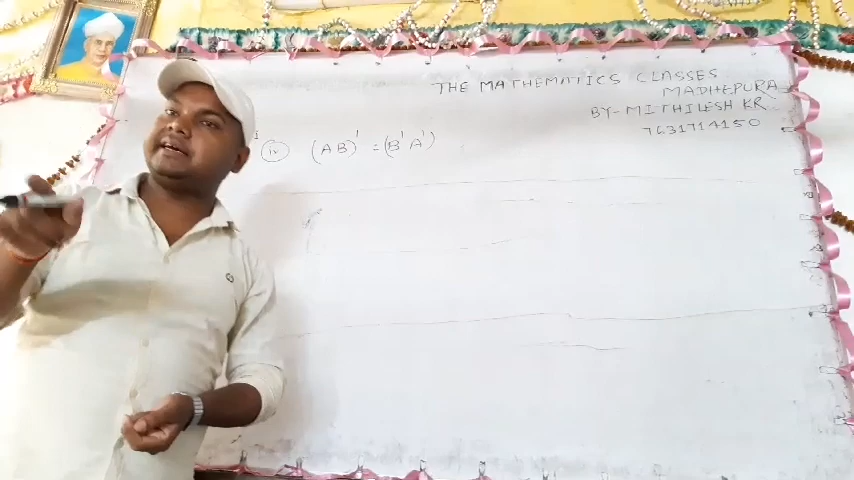 THE MATHEMATICS CLASSES
MADHEPURA
BY- MITHILESH KR.
7631714150
(iv) (AB)' = (B'A')